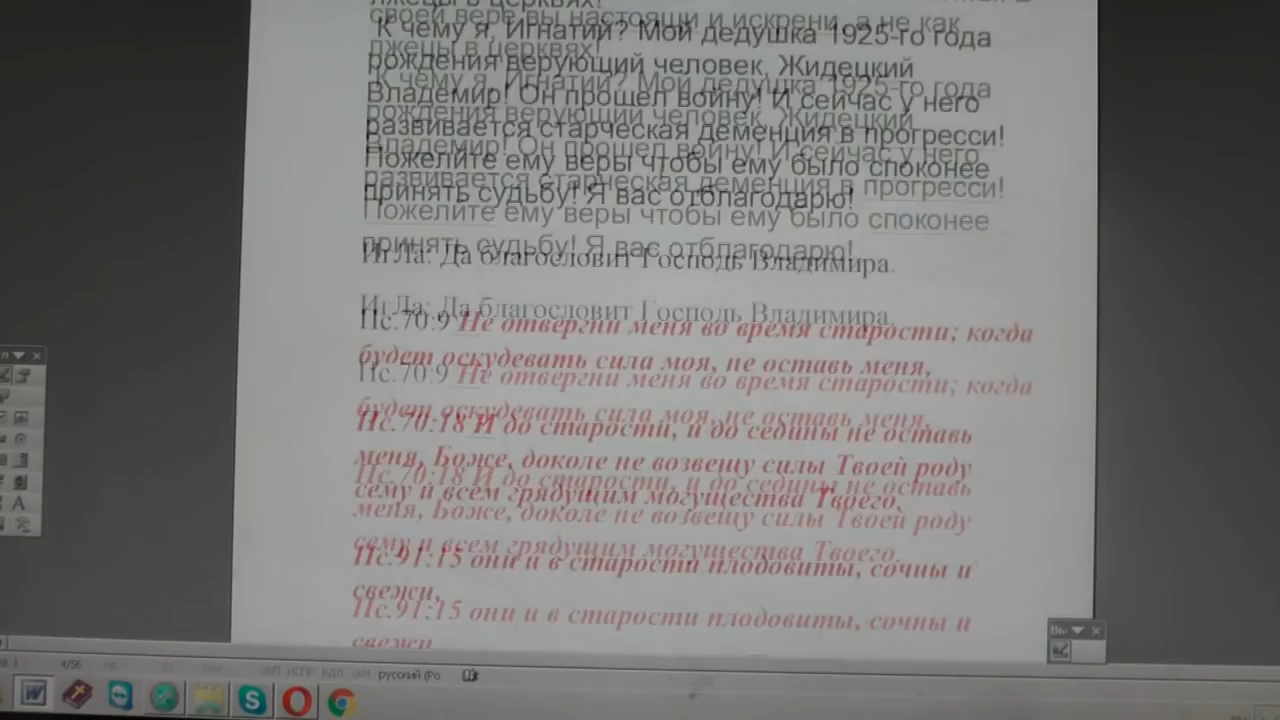 лжецы в церквях!
своей вере вы настоящи и искрени, а не как
К чему я, Игнатий? Мой дедушка 1925-го года
рождения верующий человек, Жидецкий
Владемир! Он прошел войну! И сейчас у него
развивается старческая деменция в прогресси!
Пожелите ему веры чтобы ему было споконее
принять судьбу! Я вас отблагодарю!
ИгЛа: Да благословит Господь Владимира.
Пс.70:9 Не отвергни меня во время старости; когда
будет оскудевать сила моя, не оставь меня,
Пс.70:18 И до старости, и до седины не оставь
меня, Боже, доколе не возвещу силы Твоей роду
сему и всем грядущим могущества Твоего.
Пс.91:15 они и в старости плодовиты, сочны и
свежи,
4/56
русский (Ро